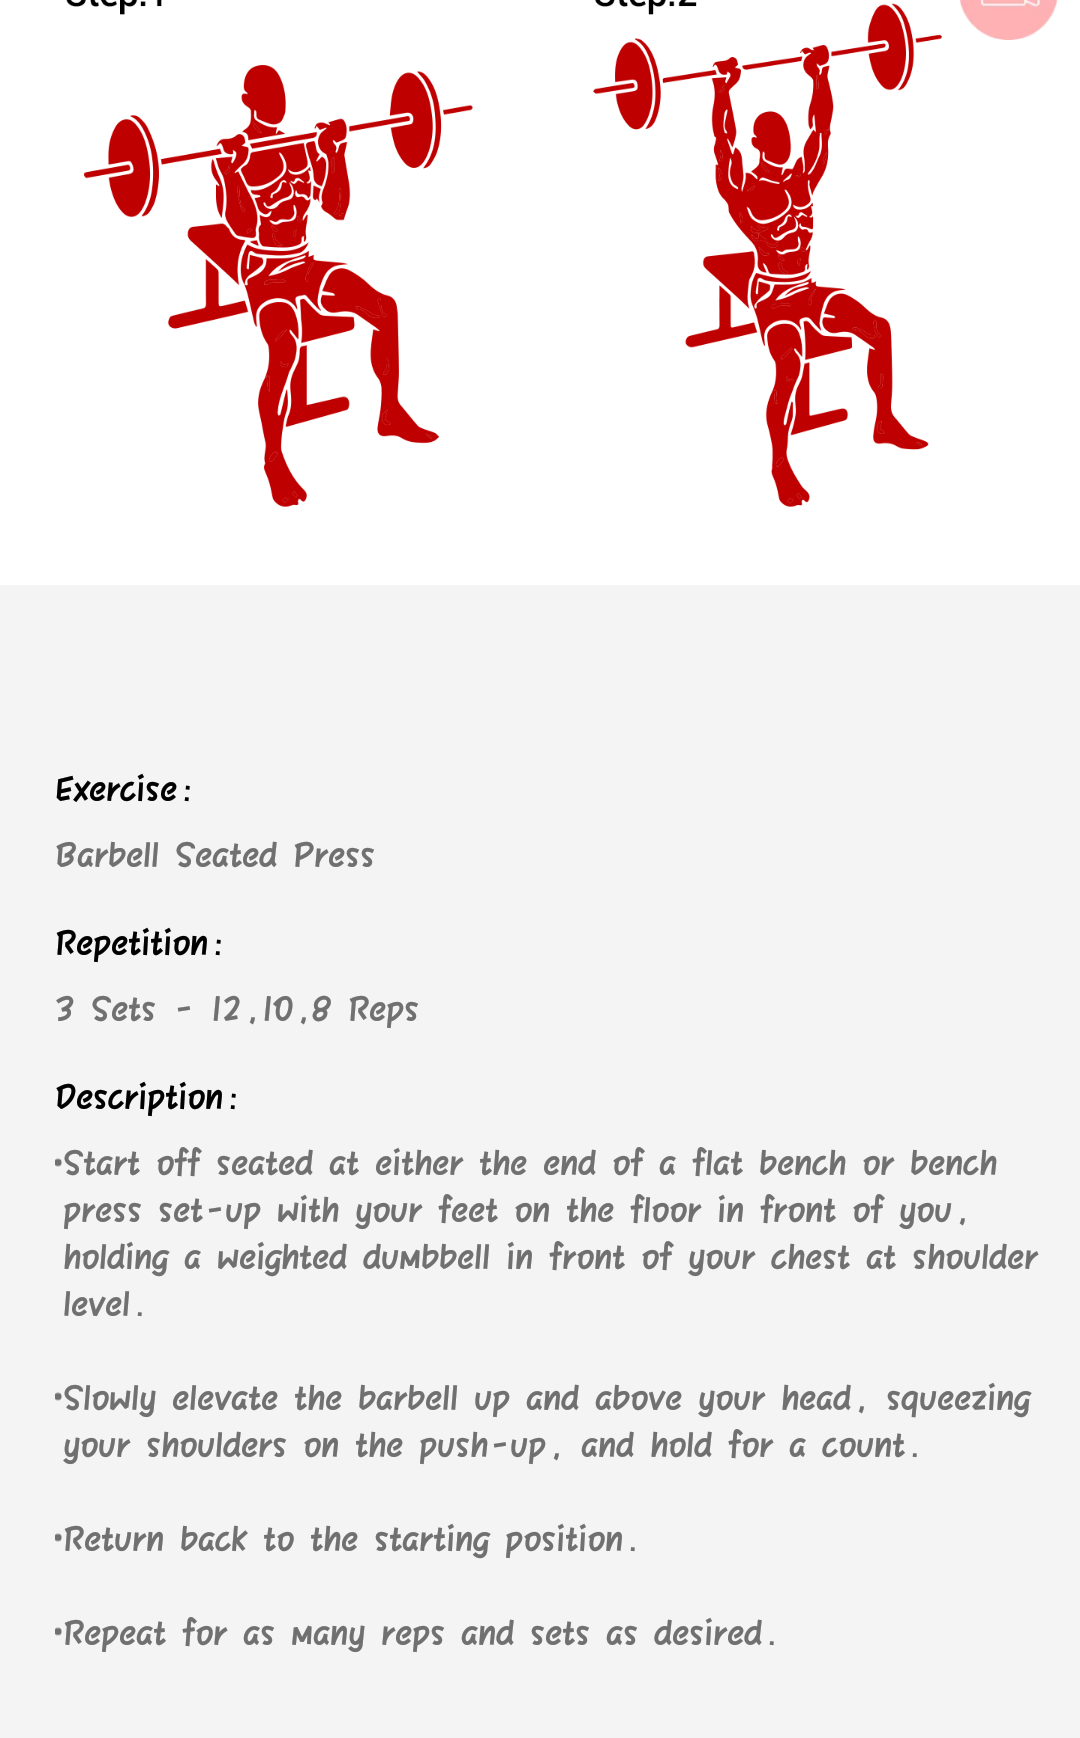 Step:1 Step:2
Exercise:
Barbell Seated Press
Repetition:
3 Sets - 12,10,8 Reps
Description:
•Start off seated at either the end of a flat bench or bench
press set-up with your feet on the floor in front of you,
holding a weighted dumbbell in front of your chest at shoulder
level.
•Slowly elevate the barbell up and above your head, squeezing
your shoulders on the push-up, and hold for a count.
•Return back to the starting position.
•Repeat for as many reps and sets as desired.